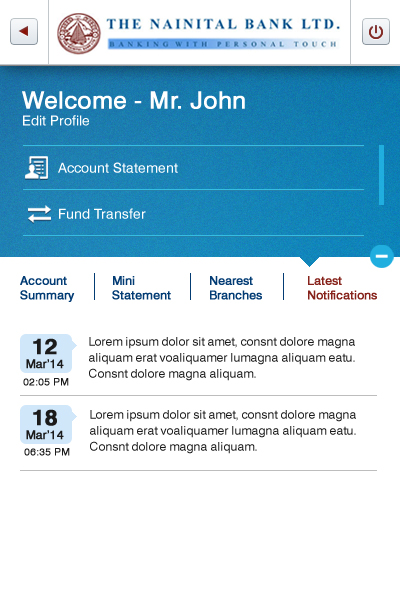 THE NAINITAL BANK LTD.
BANKING WITH PERSONAL TOUCH
Welcome - Mr. John
Edit Profile
Account Statement
Fund Transfer
Account Summary
Mini Statement
Nearest Branches
Latest Notifications
12
Mar'14
02:05 PM
Lorem ipsum dolor sit amet, consnt dolore magna
aliquam erat voaliquamer lumagna aliquam eatu.
Consnt dolore magna aliquam.
18
Mar'14
06:35 PM
Lorem ipsum dolor sit amet, consnt dolore magna
aliquam erat voaliquamer lumagna aliquam eatu.
Consnt dolore magna aliquam.